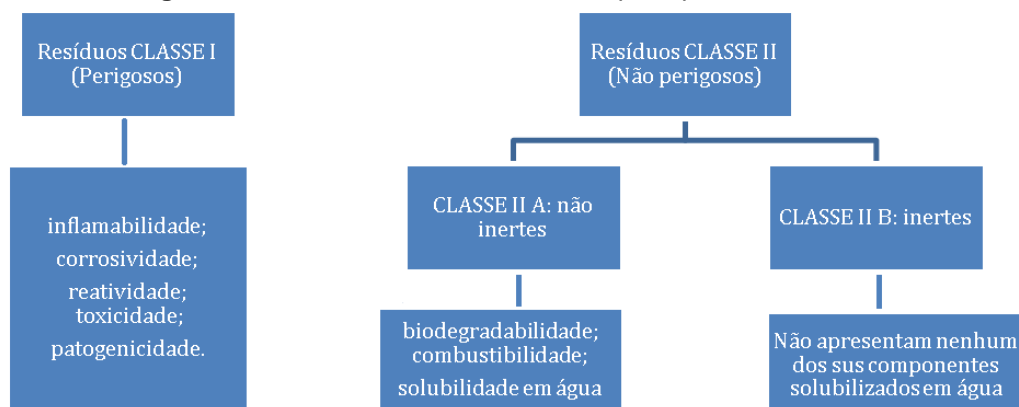 Resíduos CLASSE I
(Perigosos)
inflamabilidade;
corrosividade;
reatividade;
toxicidade;
patogenicidade.
Resíduos CLASSE II
(Não perigosos)
CLASSE II A: não
inertes
biodegradabilidade;
combustibilidade;
solubilidade em água
CLASSE II B: inertes
Não apresentam nenhum
dos sus componentes
solubilizados em água